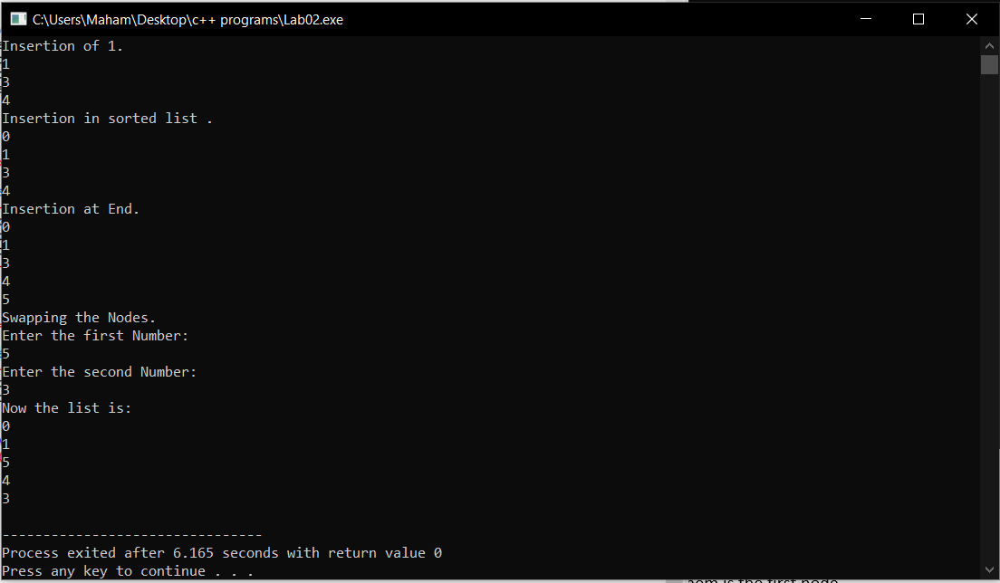 C:\Users\Maham\Desktop\c++ programs\Lab02.exe
Insertion of 1.
1
3
4
Insertion in sorted list .
0
1
3
4
Insertion at End.
0
1
3
4
5
Swapping the Nodes.
Enter the first Number:
5
Enter the second Number:
3
Now the list is:
0
1
5
4
3
--------------------------------
Process exited after 6.165 seconds with return value 0
Press any key to continue . . .
is the first node